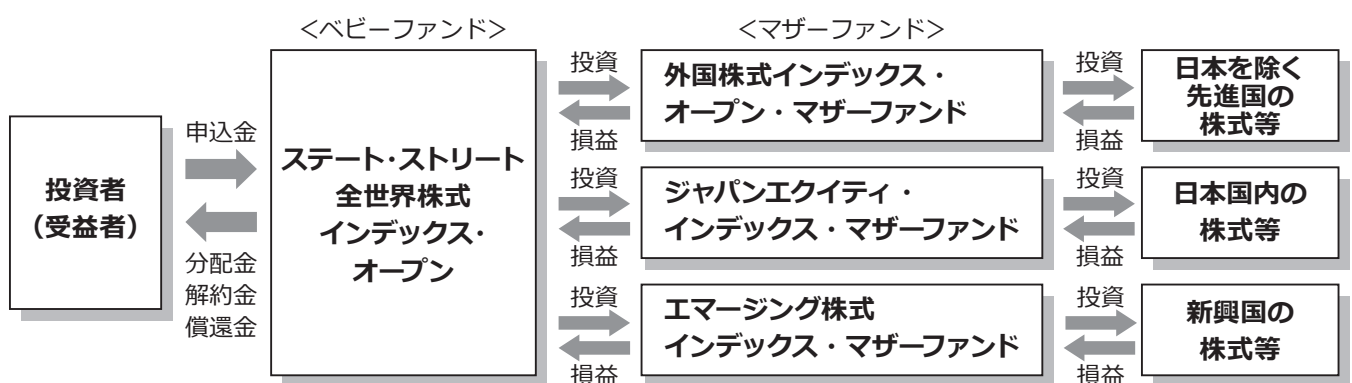 <ベビーファンド>
<マザーファンド>
投資者
（受益者）
申込金
分配金
解約金
償還金
ステート・ストリート
全世界株式
インデックス・
オープン
投資
損益
外国株式インデックス・
オープン・マザーファンド
投資
損益
日本を除く
先進国の
株式等
投資
損益
ジャパンエクイティ・
インデックス・マザーファンド
投資
損益
日本国内の
株式等
投資
損益
エマージング株式
インデックス・マザーファンド
投資
損益
新興国の
株式等